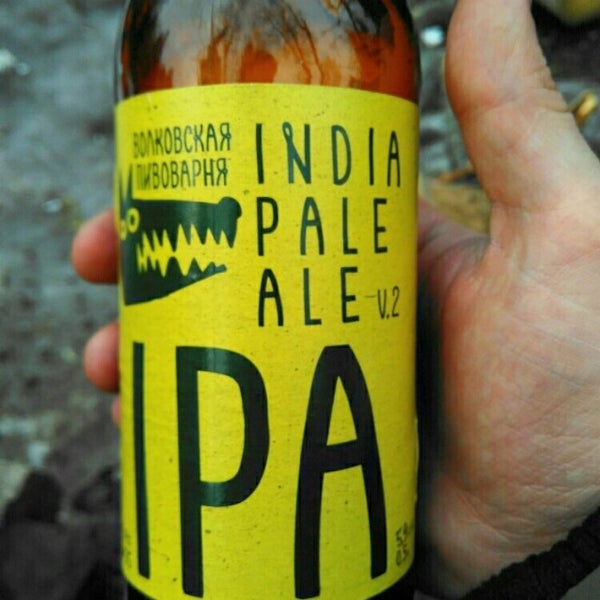 ВОЛКОВСКАЯ
ПИВОВАРНЯ
INDIA
PALE
ALE - V.2
IPA